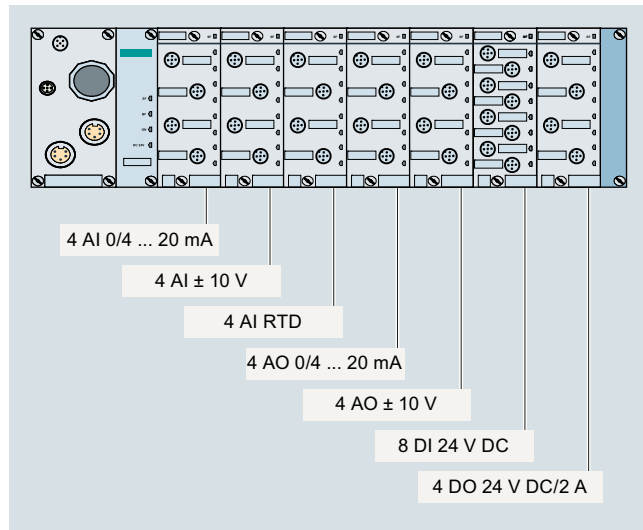 4 AI 0/4 ... 20 mA
4 AI ± 10 V
4 AI RTD
4 AO 0/4 ... 20 mA
4 AO ± 10 V
8 DI 24 V DC
4 DO 24 V DC/2 A